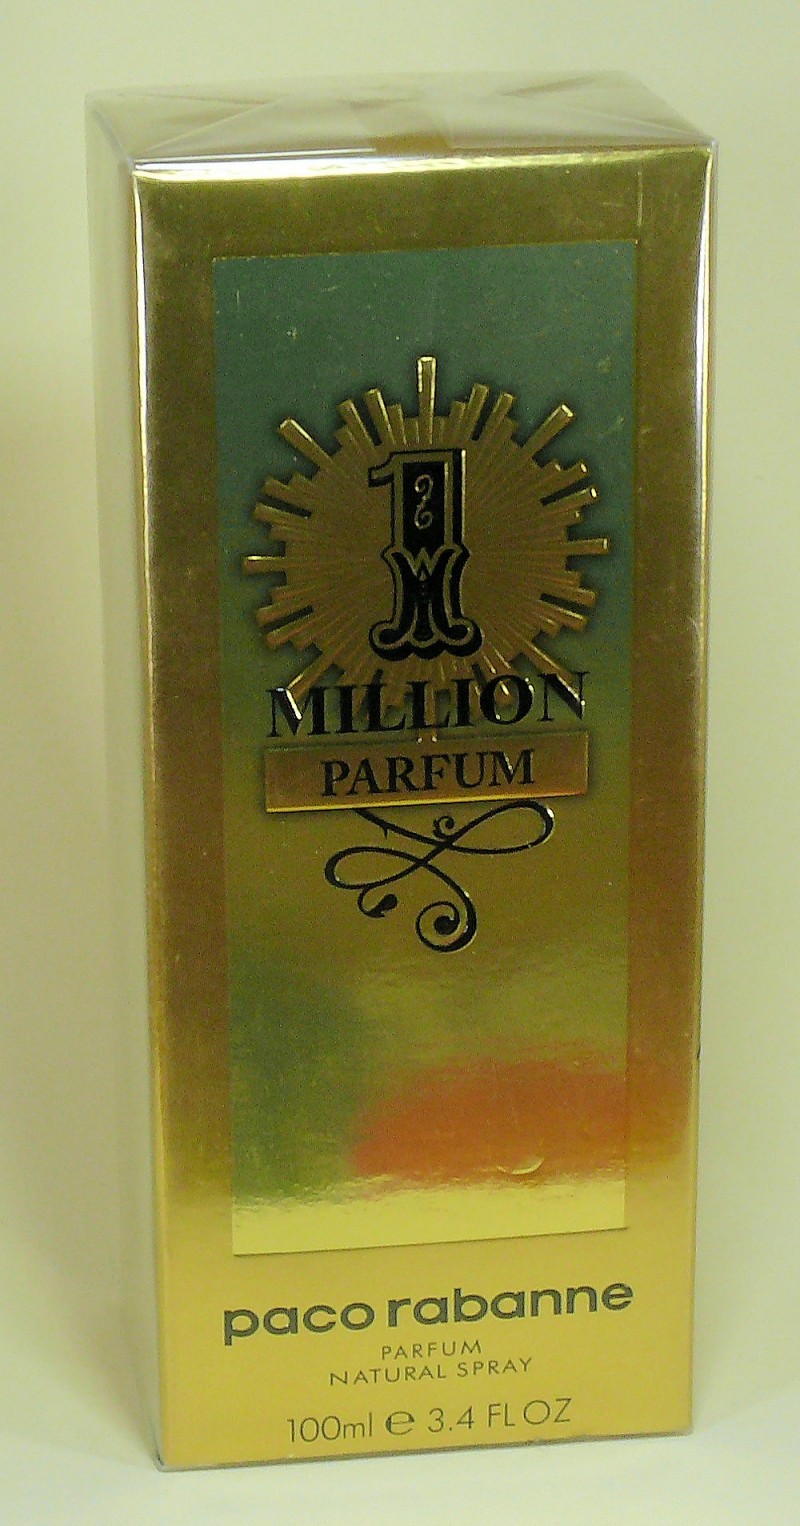 1
MILLION
PARFUM
paco rabanne
PARFUM
NATURAL SPRAY
100ml ℮ 3.4 FL OZ